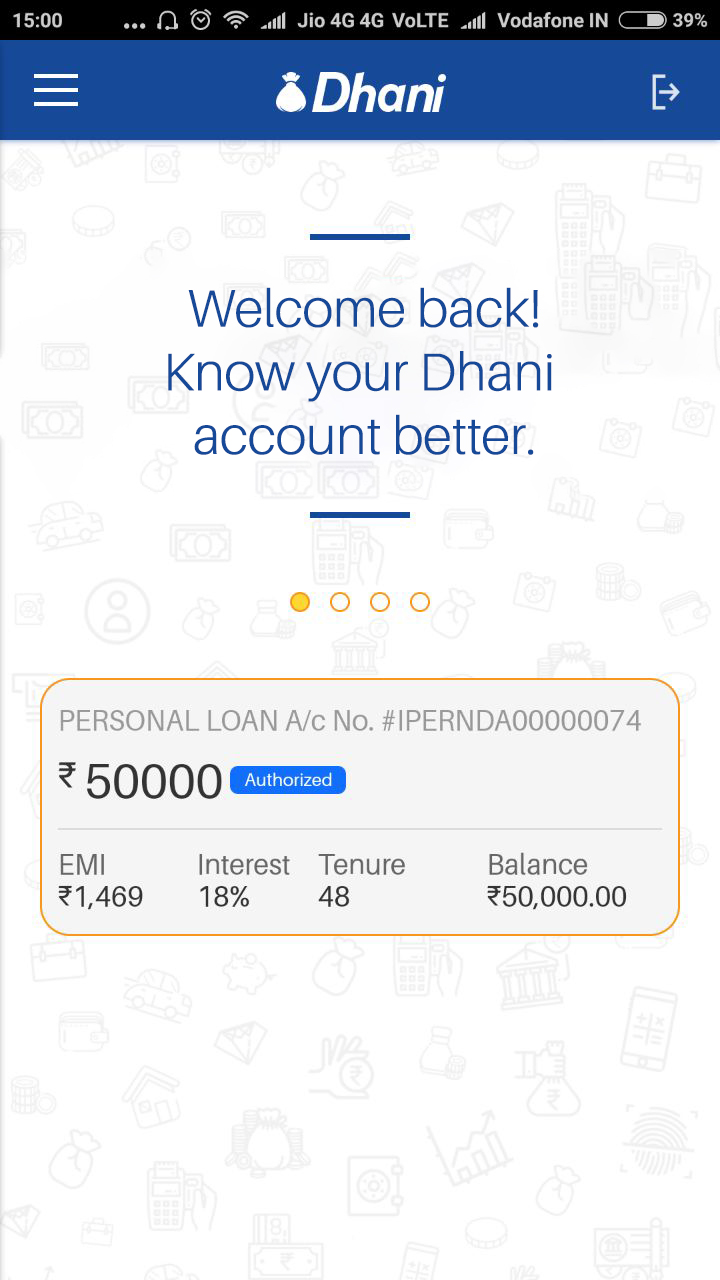 15:00 ... Jio 4G 4G VoLTE Vodafone IN 39%
Dhani
Welcome back!
Know your Dhani
account better.
PERSONAL LOAN A/c No. #IPERNDA00000074
₹ 50000 Authorized
EMI Interest Tenure Balance
₹1,469 18% 48 ₹50,000.00